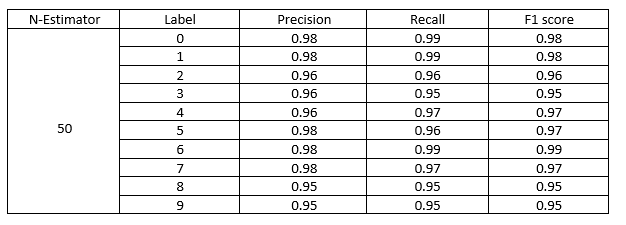 N-Estimator Label Precision Recall F1 score
0 0.98 0.99 0.98
1 0.98 0.99 0.98
2 0.96 0.96 0.96
3 0.96 0.95 0.95
4 0.96 0.97 0.97
50 5 0.98 0.96 0.97
6 0.98 0.99 0.99
7 0.98 0.97 0.97
8 0.95 0.95 0.95
9 0.95 0.95 0.95